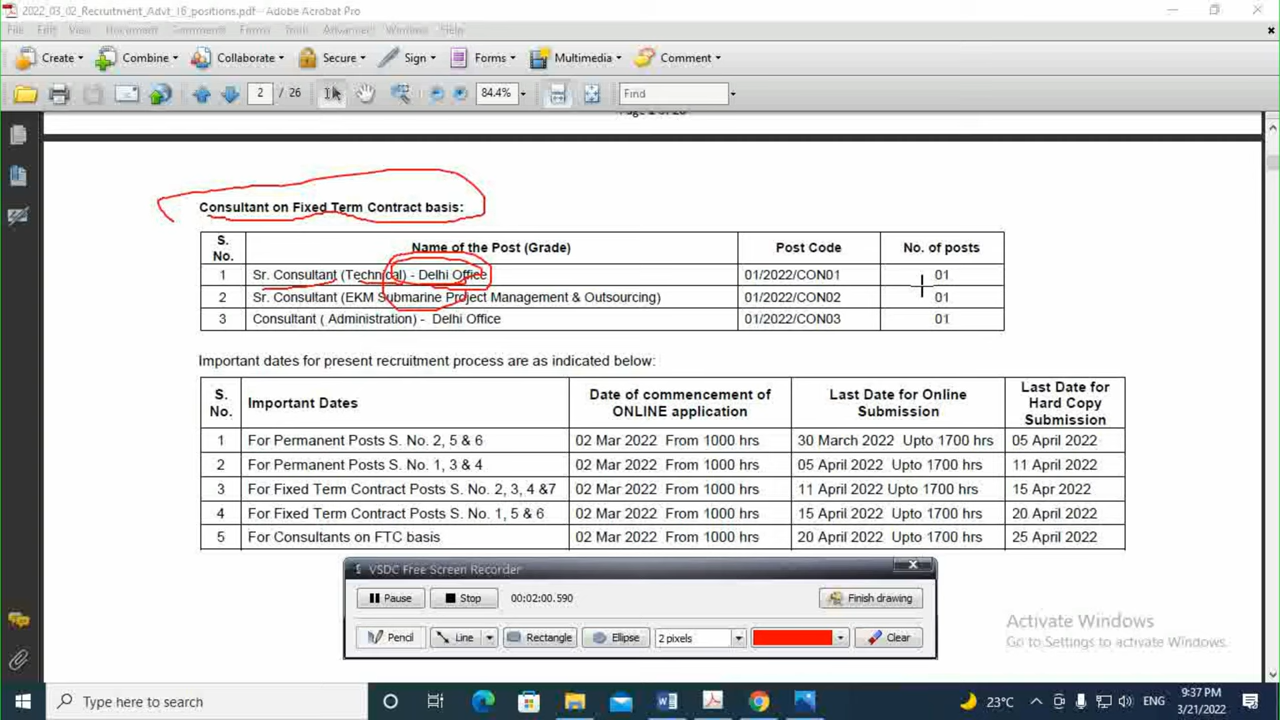 2022_03_02_Recruitment_Advt_16_positions.pdf - Adobe Acrobat Pro
File Edit View Document Comments Forms Tools Advanced Window Help
Create Combine Collaborate Secure Sign Forms Multimedia Comment
2 / 26 84.4% Find
Consultant on Fixed Term Contract basis:
S. No. Name of the Post (Grade) Post Code No. of posts
1 Sr. Consultant (Technical) - Delhi Office 01/2022/CON01 01
2 Sr. Consultant (EKM Submarine Project Management & Outsourcing) 01/2022/CON02 01
3 Consultant ( Administration) - Delhi Office 01/2022/CON03 01
Important dates for present recruitment process are as indicated below:
S. No. Important Dates Date of commencement of ONLINE application Last Date for Online Submission Last Date for Hard Copy Submission
1 For Permanent Posts S. No. 2, 5 & 6 02 Mar 2022 From 1000 hrs 30 March 2022 Upto 1700 hrs 05 April 2022
2 For Permanent Posts S. No. 1, 3 & 4 02 Mar 2022 From 1000 hrs 05 April 2022 Upto 1700 hrs 11 April 2022
3 For Fixed Term Contract Posts S. No. 2, 3, 4 &7 02 Mar 2022 From 1000 hrs 11 April 2022 Upto 1700 hrs 15 Apr 2022
4 For Fixed Term Contract Posts S. No. 1, 5 & 6 02 Mar 2022 From 1000 hrs 15 April 2022 Upto 1700 hrs 20 April 2022
5 For Consultants on FTC basis 02 Mar 2022 From 1000 hrs 20 April 2022 Upto 1700 hrs 25 April 2022
VSDC Free Screen Recorder
Pause Stop 00:02:00.590 Finish drawing
Pencil Line Rectangle Ellipse 2 pixels Clear
Activate Windows
Go to Settings to activate Windows.
Type here to search 23°C ENG 9:37 PM
3/21/2022